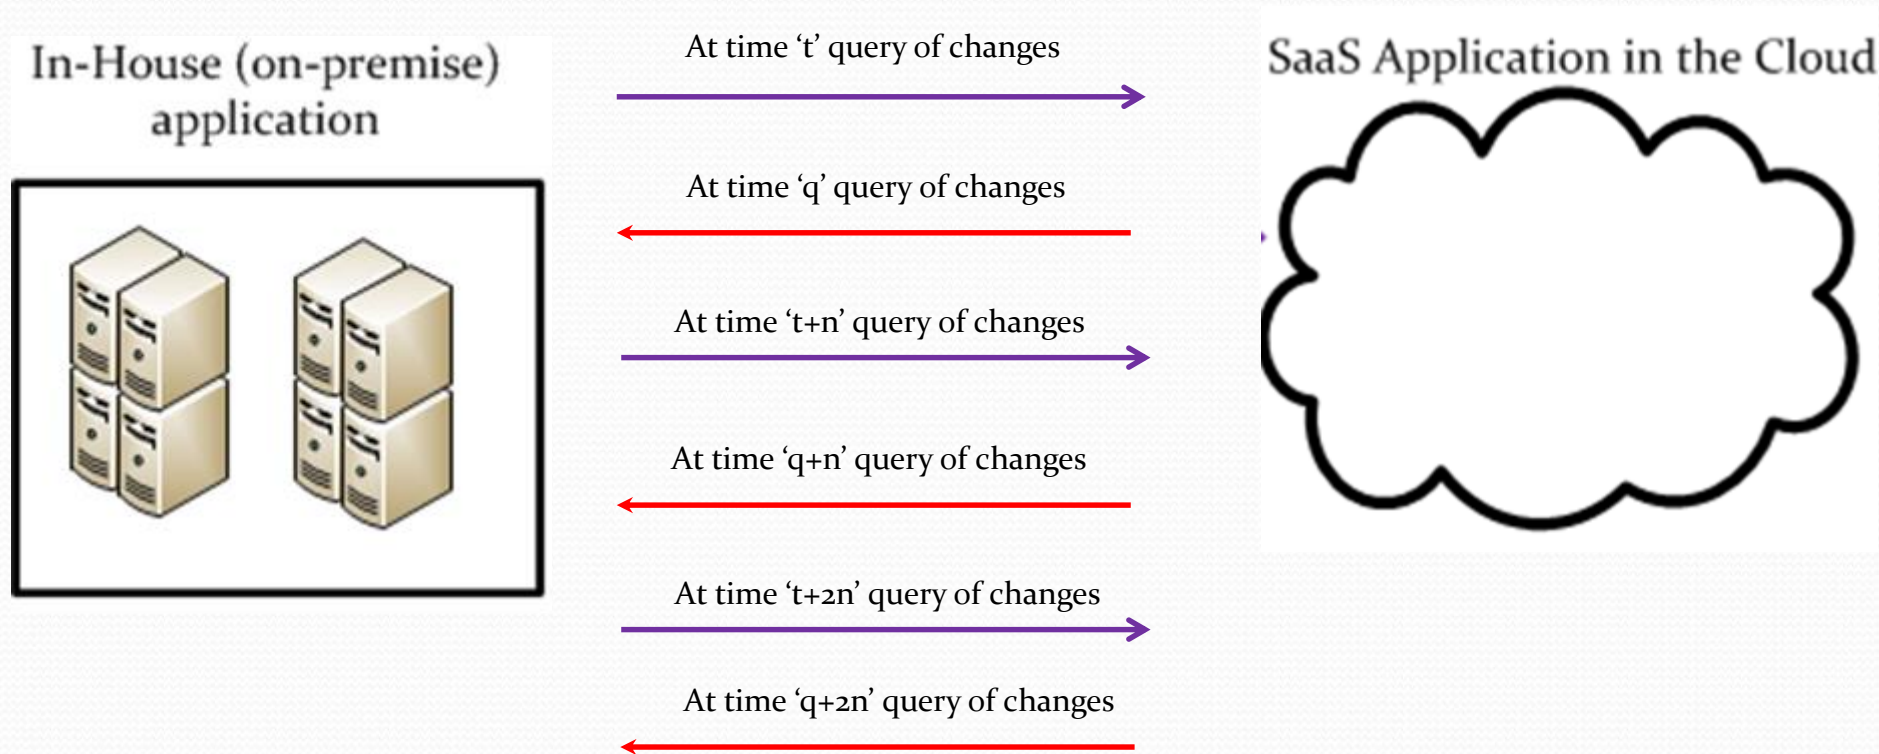 In-House (on-premise)
application
At time ‘t’ query of changes
SaaS Application in the Cloud
At time ‘q’ query of changes
At time ‘t+n’ query of changes
At time ‘q+n’ query of changes
At time ‘t+2n’ query of changes
At time ‘q+2n’ query of changes